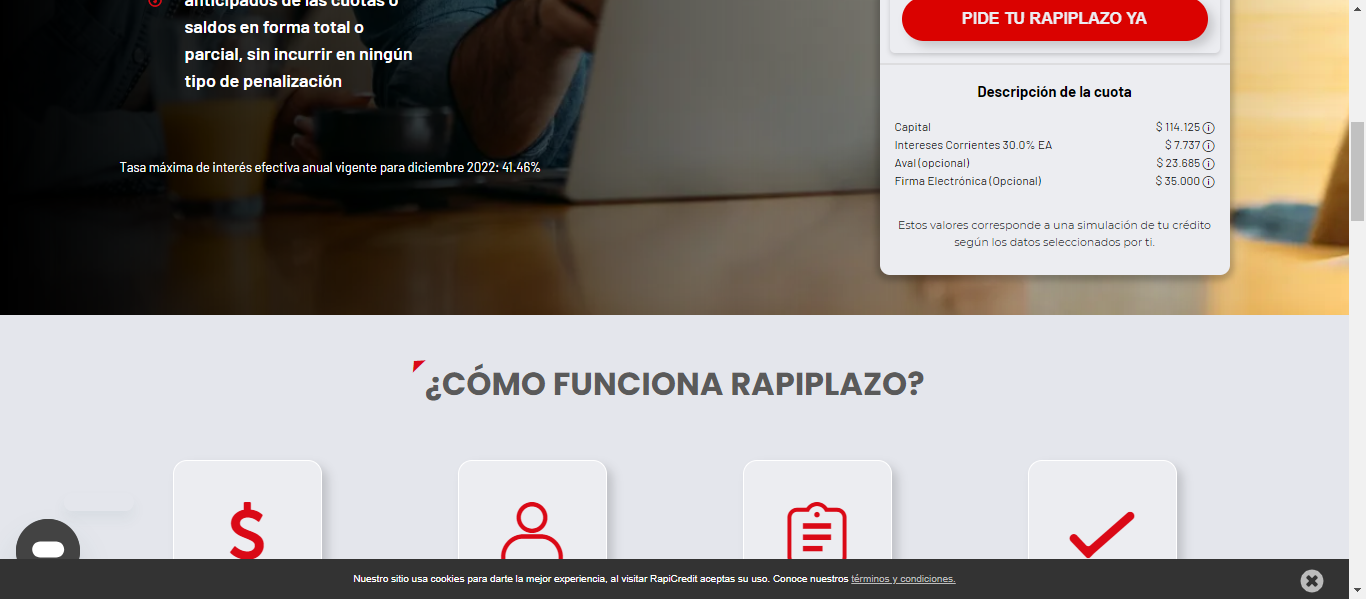 anticipados de las cuotas o
saldos en forma total o
parcial, sin incurrir en ningún
tipo de penalización
Tasa máxima de interés efectiva anual vigente para diciembre 2022: 41.46%
PIDE TU RAPIPLAZO YA
Descripción de la cuota
Capital $ 114.125
Intereses Corrientes 30.0% EA $ 7.737
Aval (opcional) $ 23.685
Firma Electrónica (Opcional) $ 35.000
Estos valores corresponde a una simulación de tu crédito
según los datos seleccionados por ti.
¿CÓMO FUNCIONA RAPIPLAZO?
Nuestro sitio usa cookies para darte la mejor experiencia, al visitar RapiCredit aceptas su uso. Conoce nuestros términos y condiciones.